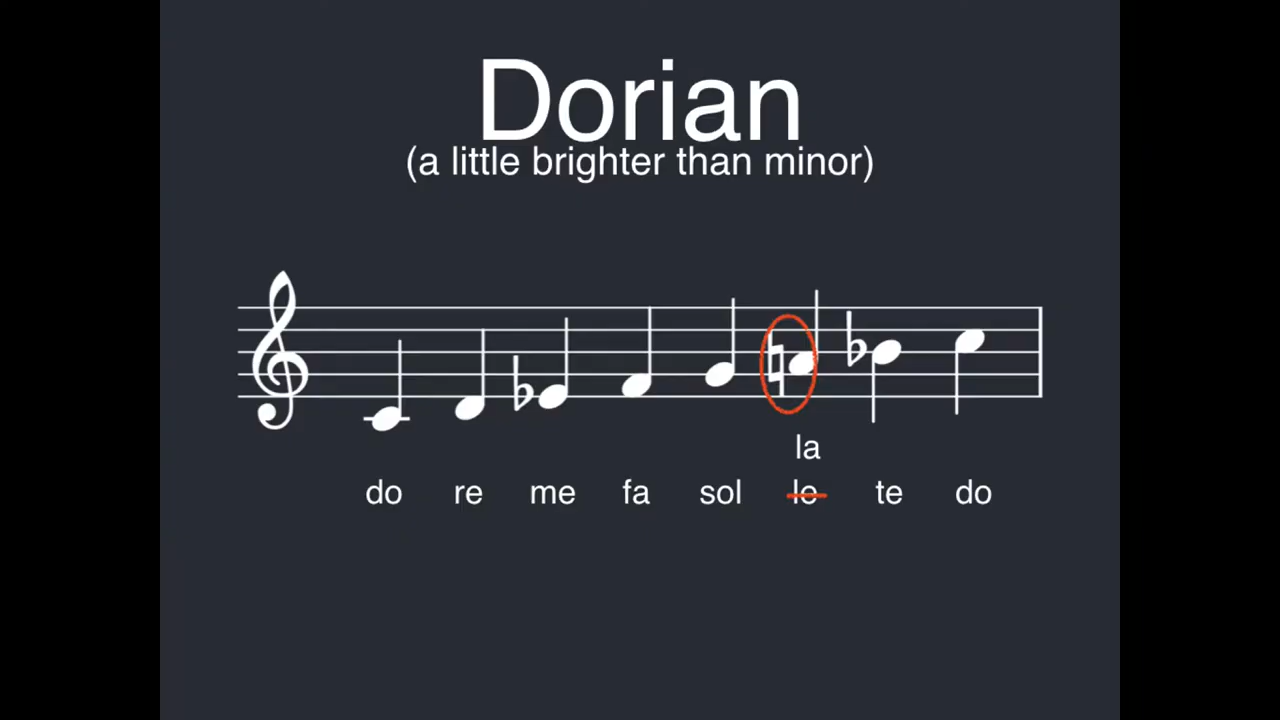 Dorian
(a little brighter than minor)
la
do re me fa sol le te do